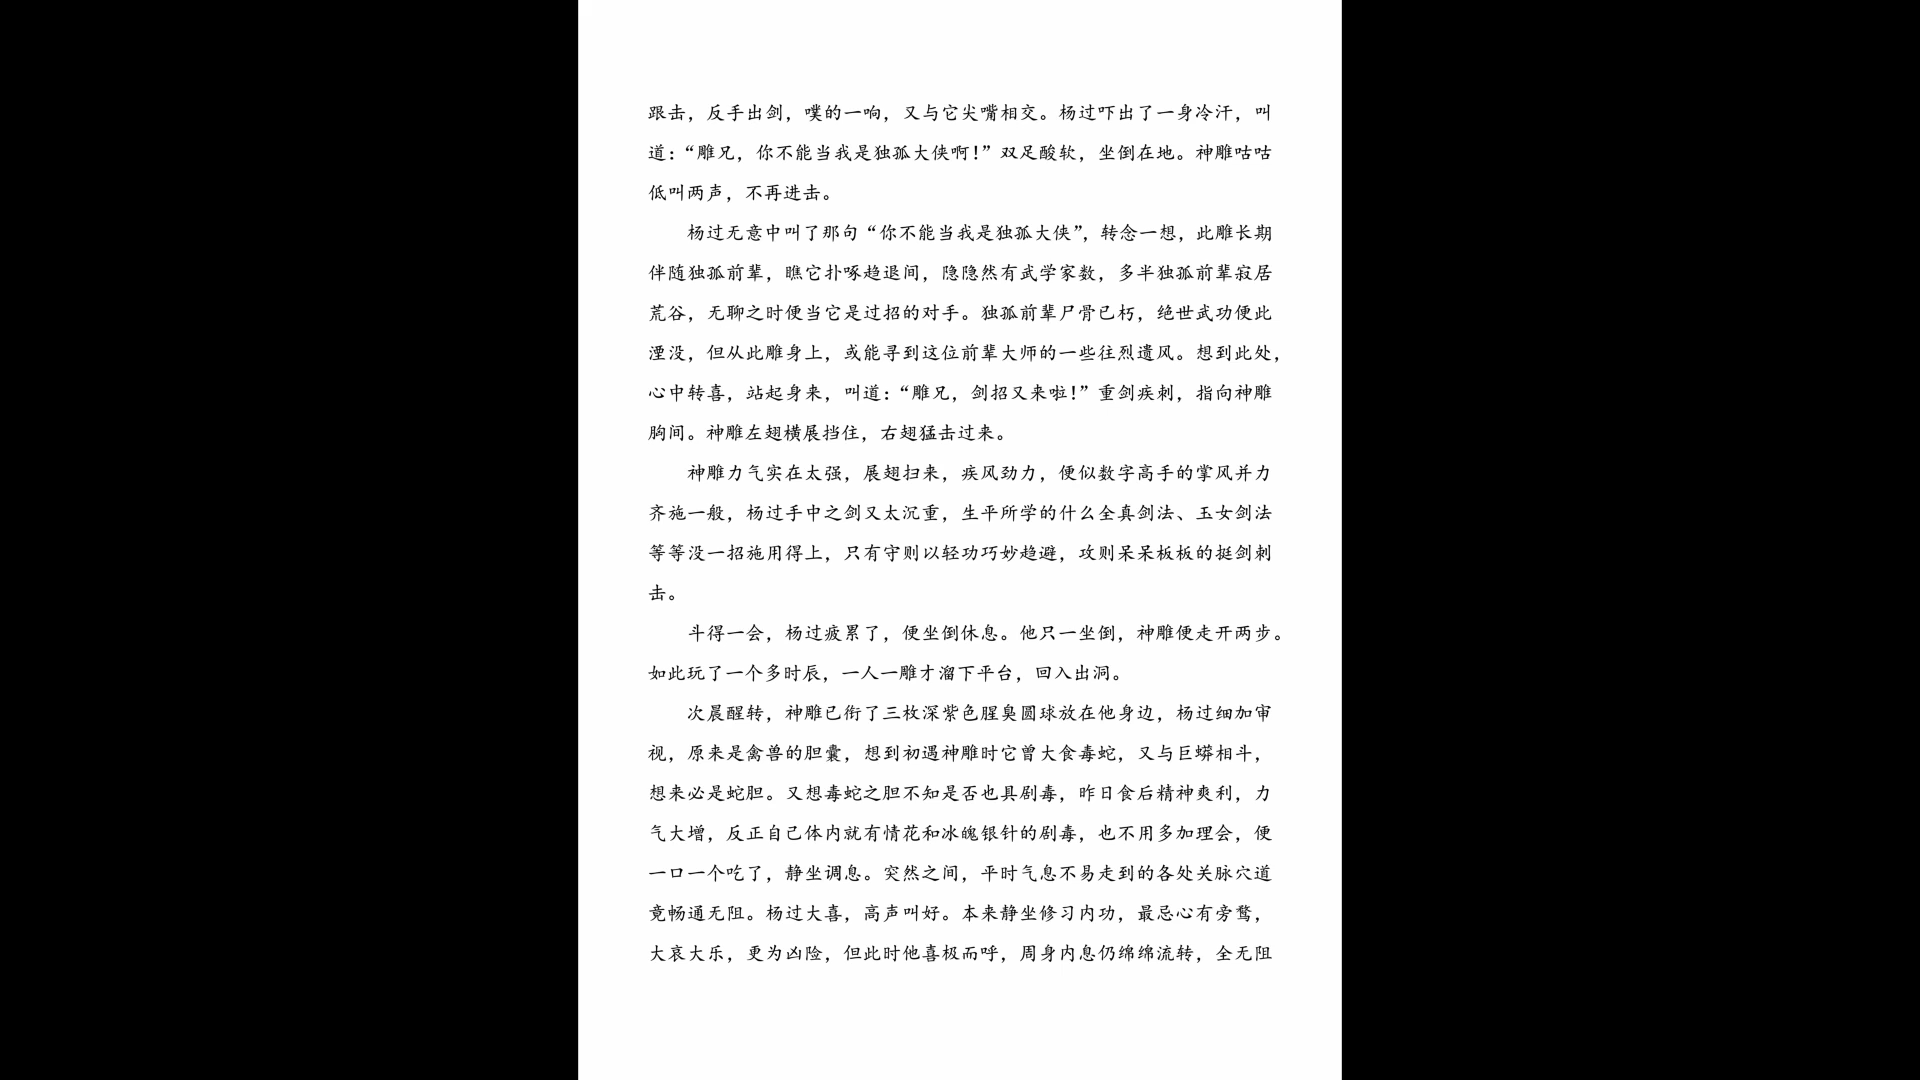 跟击，反手出剑，噗的一响，又与它尖嘴相交。杨过吓出了一身冷汗，叫
道：“雕兄，你不能当我是独孤大侠啊！”双足酸软，坐倒在地。神雕咕咕
低叫两声，不再进击。
杨过无意中叫了那句“你不能当我是独孤大侠”，转念一想，此雕长期
伴随独孤前辈，瞧它扑啄趋退间，隐隐然有武学家数，多半独孤前辈寂居
荒谷，无聊之时便当它是过招的对手。独孤前辈尸骨已朽，绝世武功便此
湮没，但从此雕身上，或能寻到这位前辈大师的一些往烈遗风。想到此处，
心中转喜，站起身来，叫道：“雕兄，剑招又来啦！”重剑疾刺，指向神雕
胸间。神雕左翅横展挡住，右翅猛击过来。
神雕力气实在太强，展翅扫来，疾风劲力，便似数字高手的掌风并力
齐施一般，杨过手中之剑又太沉重，生平所学的什么全真剑法、玉女剑法
等等没一招施用得上，只有守则以轻功巧妙趋避，攻则呆呆板板的挺剑刺
击。
斗得一会，杨过疲累了，便坐倒休息。他只一坐倒，神雕便走开两步。
如此玩了一个多时辰，一人一雕才溜下平台，回入出洞。
次晨醒转，神雕已衔了三枚深紫色腥臭圆球放在他身边，杨过细加审
视，原来是禽兽的胆囊，想到初遇神雕时它曾大食毒蛇，又与巨蟒相斗，
想来必是蛇胆。又想毒蛇之胆不知是否也具剧毒，昨日食后精神爽利，力
气大增，反正自己体内就有情花和冰魄银针的剧毒，也不用多加理会，便
一口一个吃了，静坐调息。突然之间，平时气息不易走到的各处关脉穴道
竟畅通无阻。杨过大喜，高声叫好。本来静坐修习内功，最忌心有旁鹜，
大哀大乐，更为凶险，但此时他喜极而呼，周身内息仍绵绵流转，全无阻